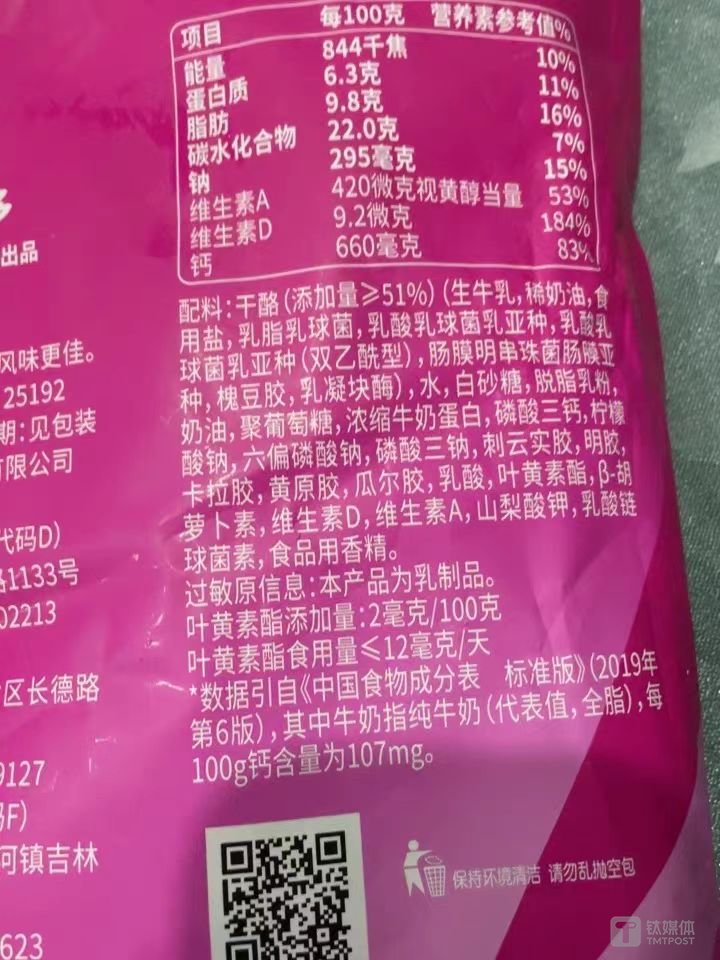 项目 每100克 营养素参考值%
能量 844千焦 10%
蛋白质 6.3克 11%
脂肪 9.8克 16%
碳水化合物 22.0克 7%
钠 295毫克 15%
维生素A 420微克视黄醇当量 53%
维生素D 9.2微克 184%
钙 660毫克 83%
配料:干酪(添加量≥51%)(生牛乳,稀奶油,食
用盐,乳脂乳球菌,乳酸乳球菌乳亚种,乳酸乳
球菌乳亚种(双乙酰型),肠膜明串珠菌肠膜亚
种,槐豆胶,乳凝块酶),水,白砂糖,脱脂乳粉,
奶油,聚葡萄糖,浓缩牛奶蛋白,磷酸三钙,柠檬
酸钠,六偏磷酸钠,磷酸三钠,刺云实胶,明胶,
卡拉胶,黄原胶,瓜尔胶,乳酸,叶黄素酯,β-胡
萝卜素,维生素D,维生素A,山梨酸钾,乳酸链
球菌素,食品用香精。
过敏原信息:本产品为乳制品。
叶黄素酯添加量:2毫克/100克
叶黄素酯食用量≤12毫克/天
*数据引自《中国食物成分表 标准版》(2019年
第6版),其中牛奶指纯牛奶(代表值,全脂),每
100g钙含量为107mg。
保持环境清洁 请勿乱抛空包
出品
风味更佳。
25192
期:见包装
有限公司
代码D)
路1133号
02213
区长德路
9127
F)
河镇吉林
623
钛媒体
TMTPOST